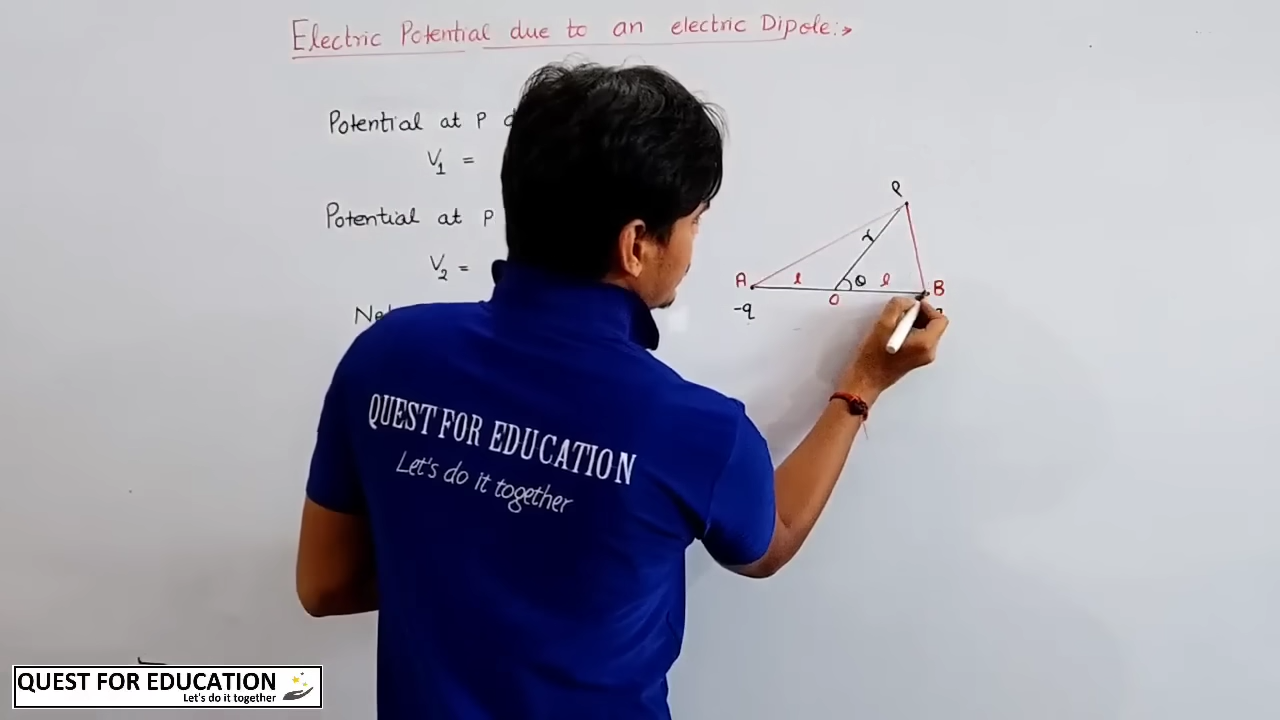 Electric Potential due to an electric Dipole:→
Potential at P
V1 =
Potential at P
V2 =
P
r
A l θ l B
O
-q
QUEST FOR EDUCATION
Let's do it together
QUEST FOR EDUCATION
Let's do it together